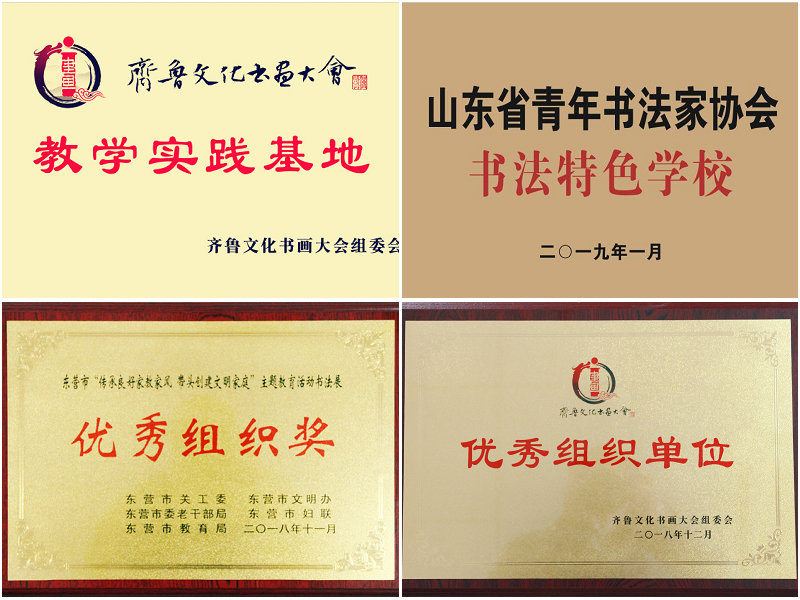 書畫
齊魯文化書畫大會
教学实践基地
齐鲁文化书画大会组委会
山东省青年书法家协会
书法特色学校
二〇一九年一月
东营市“传承良好家教家风 带头创建文明家庭”主题教育活动书法展
优秀组织奖
东营市关工委 东营市文明办
东营市委老干部局 东营市妇联
东营市教育局 二〇一八年十一月
齊魯文化書畫大會
优秀组织单位
齐鲁文化书画大会组委会
二〇一八年十二月